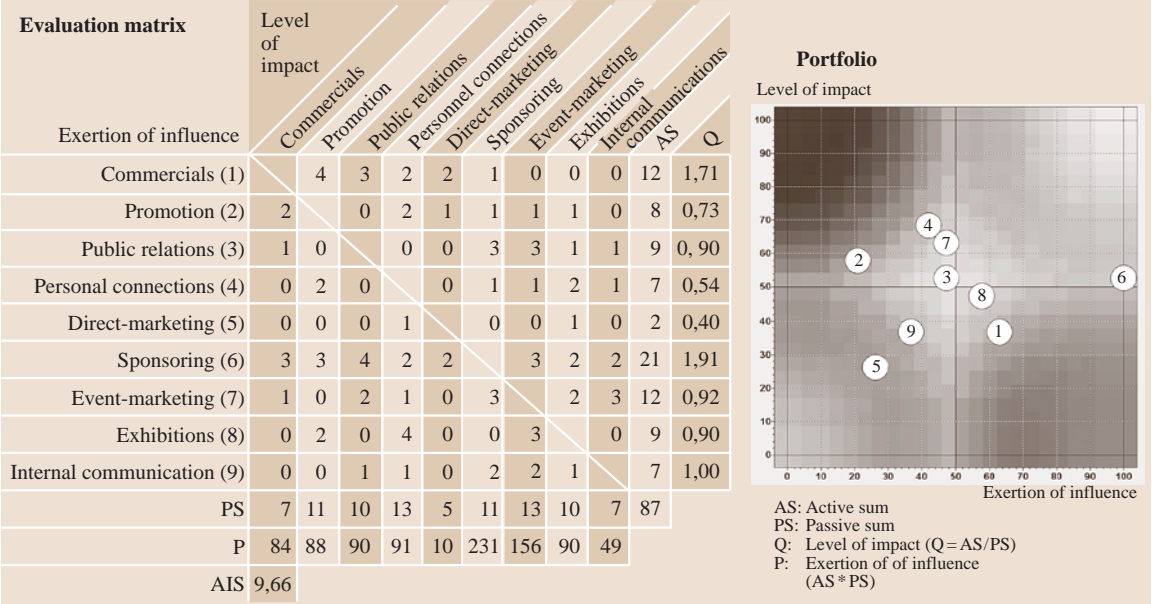 Evaluation matrix
Level
of
impact
Exertion of influence
Commercials
Promotion
Public relations
Personnel connections
Direct-marketing
Sponsoring
Event-marketing
Exhibitions
Internal
communications
AS
Q
Commercials (1) 4 3 2 2 1 0 0 0 12 1,71
Promotion (2) 2 0 2 1 1 1 1 0 8 0,73
Public relations (3) 1 0 0 0 3 3 1 1 9 0, 90
Personal connections (4) 0 2 0 0 1 1 2 1 7 0,54
Direct-marketing (5) 0 0 0 1 0 0 1 0 2 0,40
Sponsoring (6) 3 3 4 2 2 3 2 2 21 1,91
Event-marketing (7) 1 0 2 1 0 3 2 3 12 0,92
Exhibitions (8) 0 2 0 4 0 0 3 0 9 0,90
Internal communication (9) 0 0 1 1 0 2 2 1 7 1,00
PS 7 11 10 13 5 11 13 10 7 87
P 84 88 90 91 10 231 156 90 49
AIS 9,66
Portfolio
Level of impact
100
90
80
70
60
50
40
30
20
10
0
4
7
2
3
6
8
9
1
5
0 10 20 30 40 50 60 70 80 90 100
Exertion of influence
AS: Active sum
PS: Passive sum
Q: Level of impact (Q = AS/PS)
P: Exertion of of influence
(AS * PS)